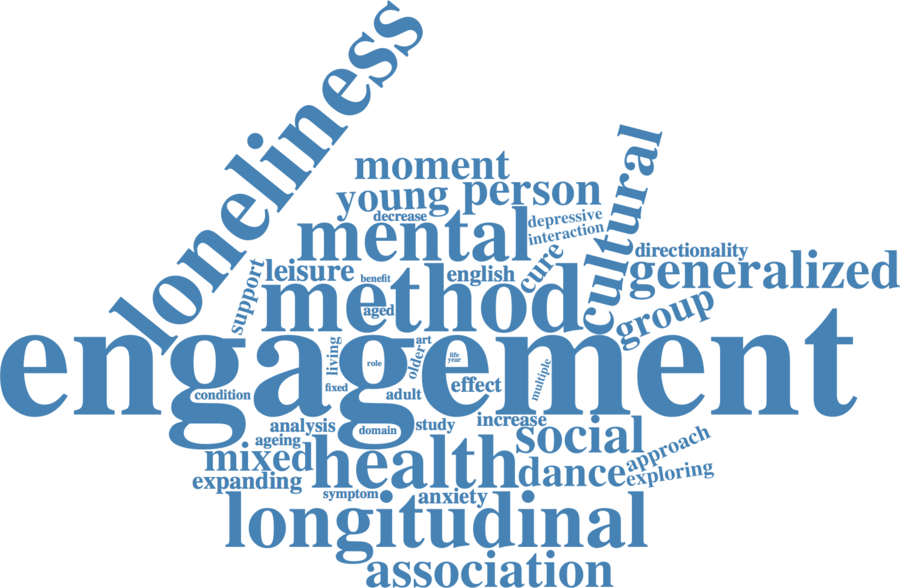 loneliness
moment
young person
decrease
mental
depressive
interaction
cultural
directionality
support
leisure
benefit
english
cure
generalized
method
aged
group
engagement
living
art
older
role
life
year
multiple
condition
fixed
adult
effect
analysis
domain
study
increase
ageing
social
mixed
health
dance
approach
expanding
exploring
symptom
anxiety
longitudinal
association